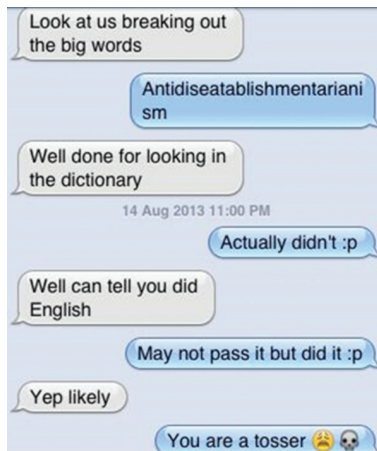 Look at us breaking out
the big words
Antidiseatablishmentariani
sm
Well done for looking in
the dictionary
14 Aug 2013 11:00 PM
Actually didn't :p
Well can tell you did
English
May not pass it but did it :p
Yep likely
You are a tosser 😩 💀